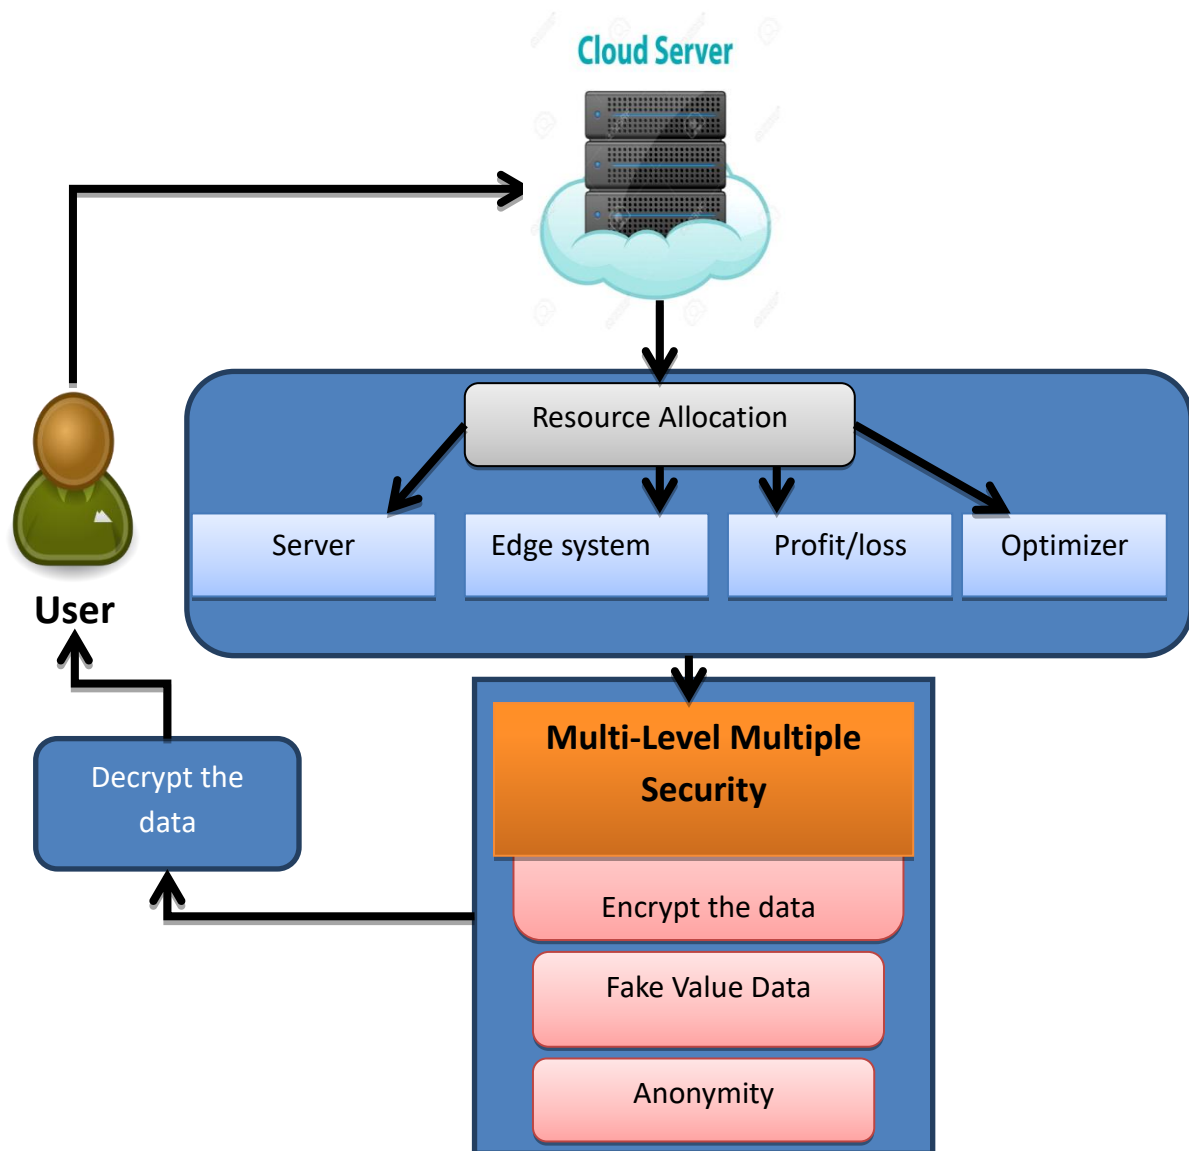 Cloud Server
Resource Allocation
Server
Edge system
Profit/loss
Optimizer
User
Multi-Level Multiple
Security
Decrypt the
data
Encrypt the data
Fake Value Data
Anonymity